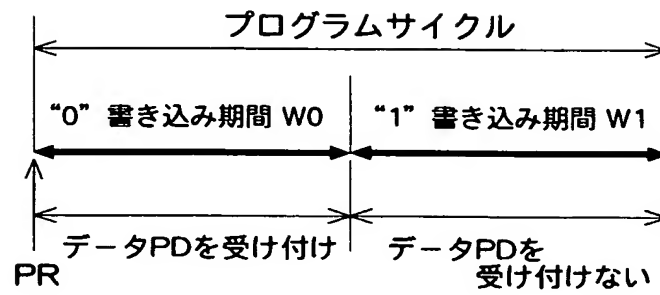 プログラムサイクル
“0” 書き込み期間 W0
“1” 書き込み期間 W1
データPDを受け付け
データPDを
受け付けない
PR